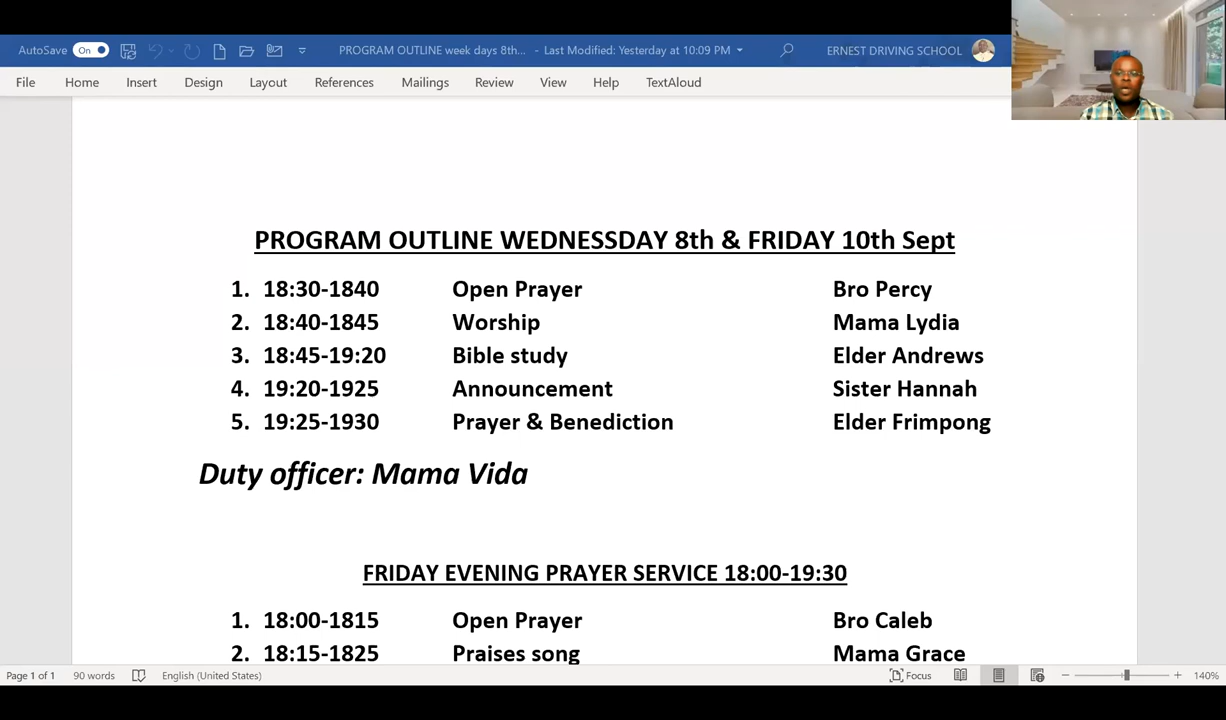 AutoSave On PROGRAM OUTLINE week days 8th... - Last Modified: Yesterday at 10:09 PM ERNEST DRIVING SCHOOL
File Home Insert Design Layout References Mailings Review View Help TextAloud
PROGRAM OUTLINE WEDNESSDAY 8th & FRIDAY 10th Sept
1. 18:30-1840 Open Prayer Bro Percy
2. 18:40-1845 Worship Mama Lydia
3. 18:45-19:20 Bible study Elder Andrews
4. 19:20-1925 Announcement Sister Hannah
5. 19:25-1930 Prayer & Benediction Elder Frimpong
Duty officer: Mama Vida
FRIDAY EVENING PRAYER SERVICE 18:00-19:30
1. 18:00-1815 Open Prayer Bro Caleb
2. 18:15-1825 Praises song Mama Grace
Page 1 of 1 90 words English (United States) Focus 140%